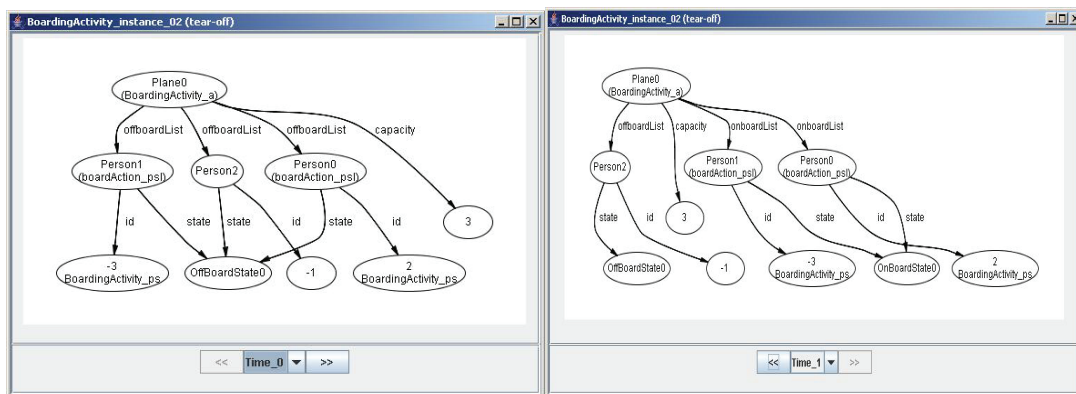 BoardingActivity_instance_02 (tear-off)
Plane0
(BoardingActivity_a)
offboardList
offboardList
offboardList
capacity
Person1
(boardAction_psl)
Person2
Person0
(boardAction_psl)
3
id
state
state
id
state
id
-3
BoardingActivity_ps
OffBoardState0
-1
2
BoardingActivity_ps
<<
Time_0
>>
BoardingActivity_instance_02 (tear-off)
Plane0
(BoardingActivity_a)
offboardList
capacity
onboardList
onboardList
Person2
Person1
(boardAction_psl)
Person0
(boardAction_psl)
3
state
id
id
state
id
state
OffBoardState0
-1
-3
BoardingActivity_ps
OnBoardState0
2
BoardingActivity_ps
<<
Time_1
>>